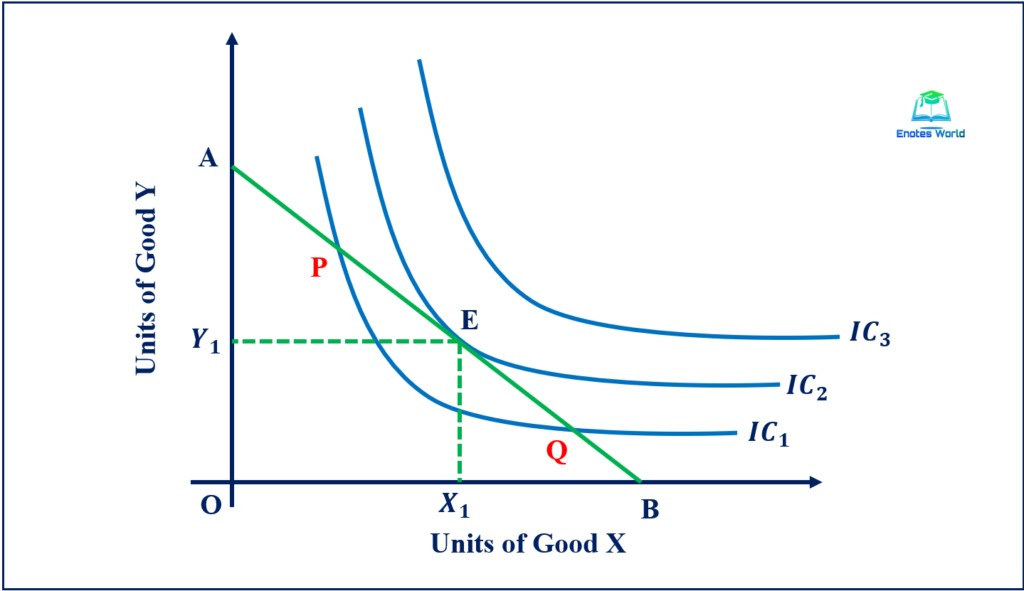 Enotes World
A
Units of Good Y
P
E
Y₁
IC₃
IC₂
IC₁
Q
O
X₁
B
Units of Good X